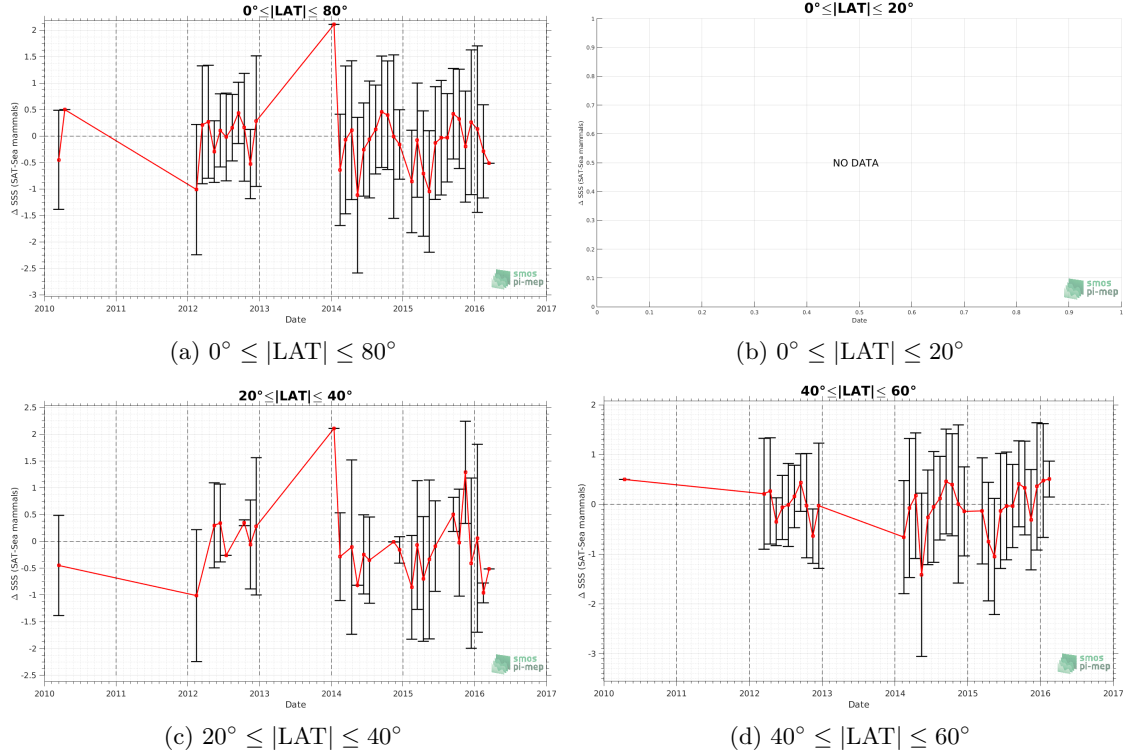 0°≤|LAT|≤ 80°
Δ SSS (SAT-Sea mammals)
2
1.5
1
0.5
0
-0.5
-1
-1.5
-2
-2.5
-3
2010 2011 2012 2013 2014 2015 2016 2017
Date
smos
pi-mep
(a) 0° ≤ |LAT| ≤ 80°
0°≤|LAT|≤ 20°
Δ SSS (SAT-Sea mammals)
1
0.9
0.8
0.7
0.6
0.5
0.4
0.3
0.2
0.1
0
NO DATA
0 0.1 0.2 0.3 0.4 0.5 0.6 0.7 0.8 0.9 1
Date
smos
pi-mep
(b) 0° ≤ |LAT| ≤ 20°
20°≤|LAT|≤ 40°
Δ SSS (SAT-Sea mammals)
2.5
2
1.5
1
0.5
0
-0.5
-1
-1.5
-2
-2.5
2010 2011 2012 2013 2014 2015 2016 2017
Date
smos
pi-mep
(c) 20° ≤ |LAT| ≤ 40°
40°≤|LAT|≤ 60°
Δ SSS (SAT-Sea mammals)
2
1
0
-1
-2
-3
2010 2011 2012 2013 2014 2015 2016 2017
Date
smos
pi-mep
(d) 40° ≤ |LAT| ≤ 60°